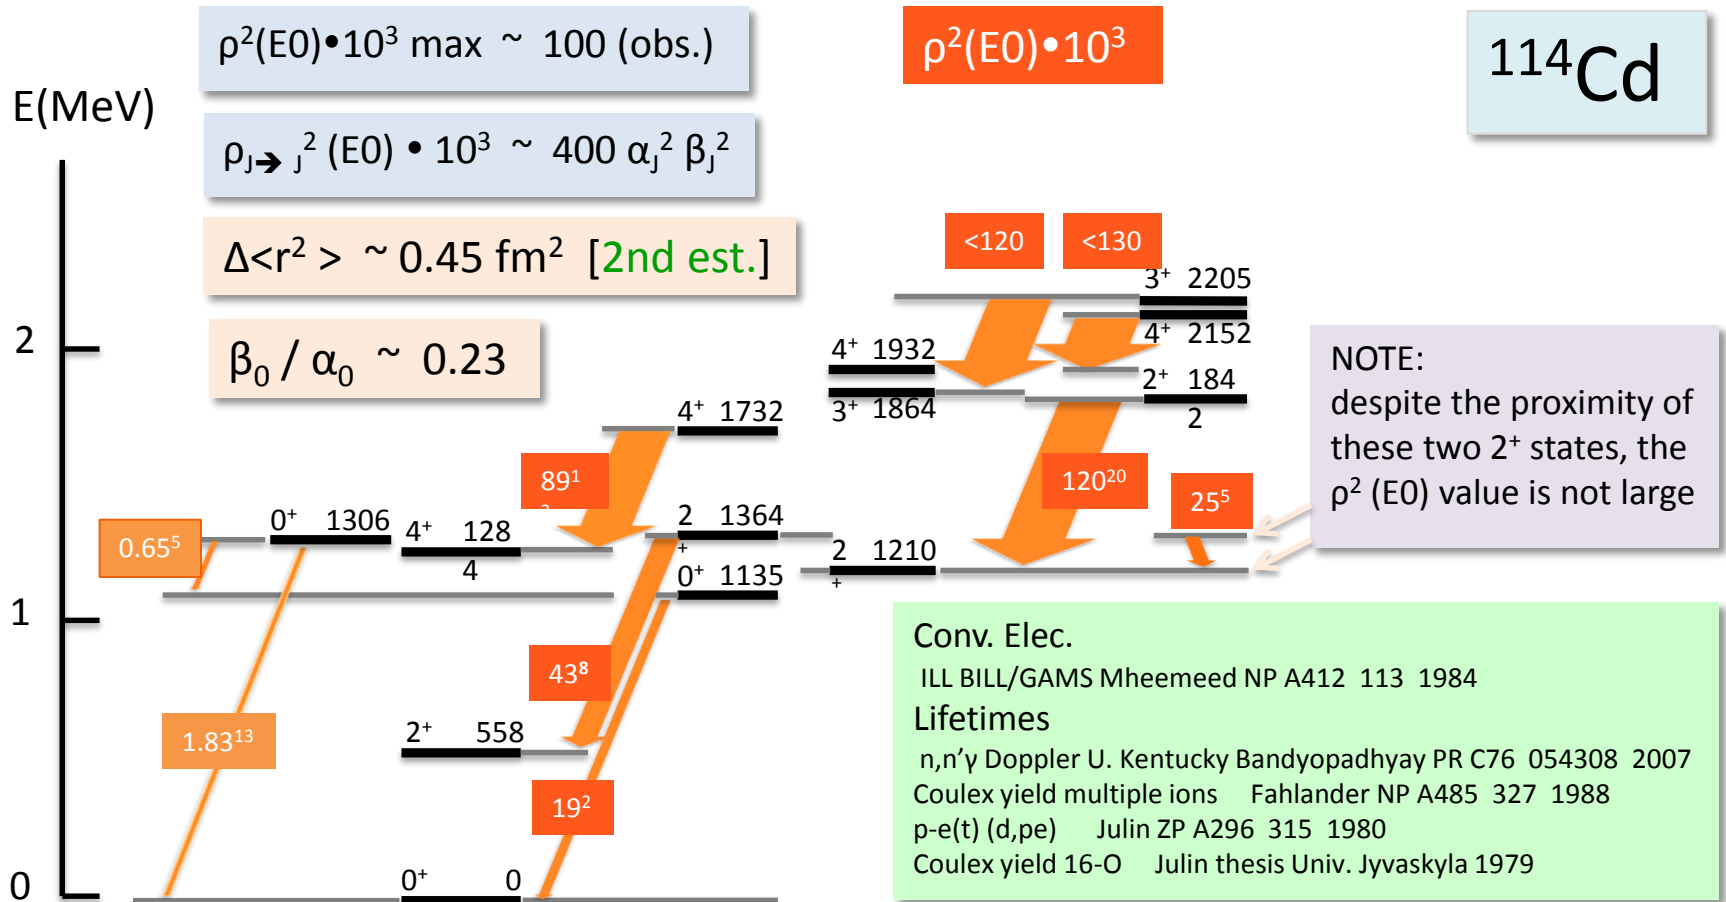 ρ²(E0)•10³ max ~ 100 (obs.)
ρ²(E0)•10³
¹¹⁴Cd
E(MeV)
ρJ➔ J² (E0) • 10³ ~ 400 αJ² βJ²
Δ<r² > ~ 0.45 fm² [2nd est.]
β₀ / α₀ ~ 0.23
<120
<130
3⁺ 2205
4⁺ 2152
2
4⁺ 1932
3⁺ 1864
2⁺ 184
2
NOTE:
despite the proximity of
these two 2⁺ states, the
ρ² (E0) value is not large
4⁺ 1732
89¹
120²⁰
25⁵
0.65⁵
0⁺ 1306
4⁺ 128
4
2 1364
+
0⁺ 1135
2 1210
+
1
43⁸
2⁺ 558
1.83¹³
19²
0
0⁺ 0
Conv. Elec.
ILL BILL/GAMS Mheemeed NP A412 113 1984
Lifetimes
n,n'γ Doppler U. Kentucky Bandyopadhyay PR C76 054308 2007
Coulex yield multiple ions Fahlander NP A485 327 1988
p-e(t) (d,pe) Julin ZP A296 315 1980
Coulex yield 16-O Julin thesis Univ. Jyvaskyla 1979